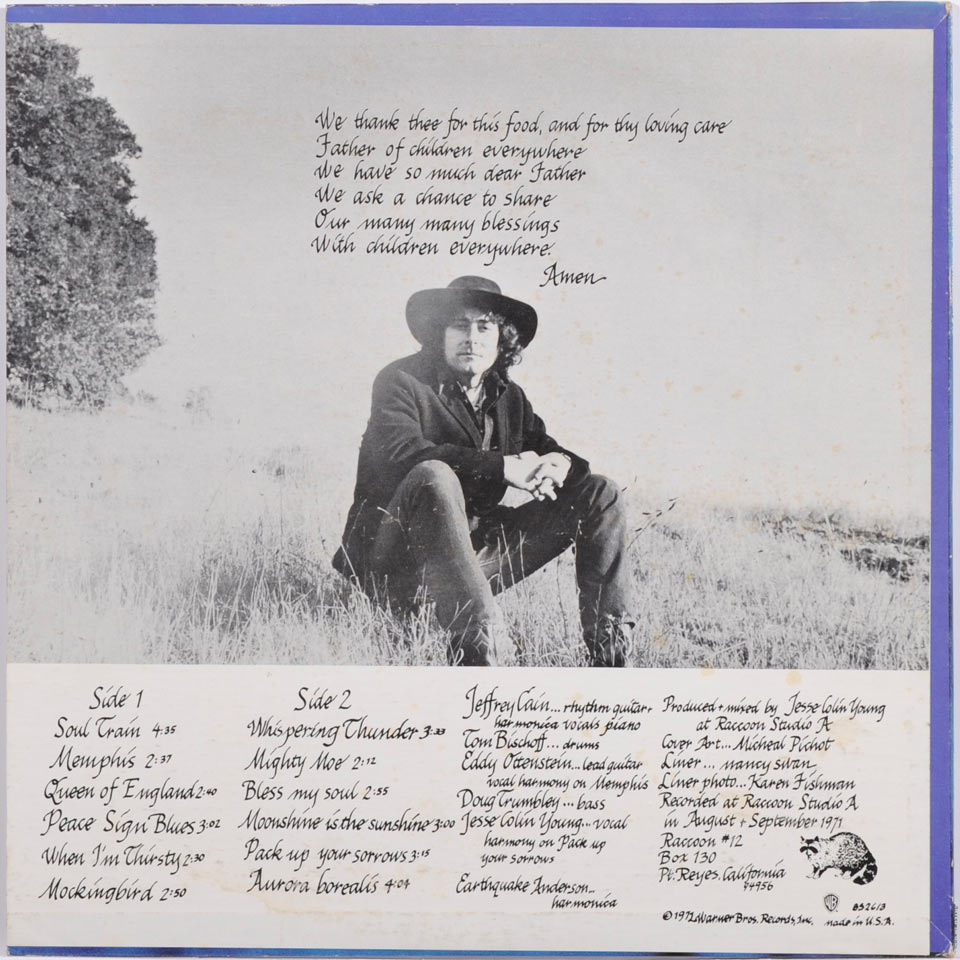 We thank thee for this food, and for thy loving care
Father of children everywhere
We have so much dear Father
We ask a chance to share
Our many many blessings
With children everywhere.
Amen
Side 1
Soul Train 4:35
Memphis 2:37
Queen of England 2:40
Peace Sign Blues 3:02
When I'm Thirsty 2:30
Mockingbird 2:50
Side 2
Whispering Thunder 3:33
Mighty Moe 2:12
Bless my soul 2:55
Moonshine is the sunshine 3:00
Pack up your sorrows 3:15
Aurora borealis 4:04
Jeffrey Cain... rhythm guitar +
harmonica vocals piano
Tom Bischoff... drums
Eddy Ottenstein... lead guitar
vocal harmony on Memphis
Doug Trumbley... bass
Jesse Colin Young... vocal
harmony on Pack up
your sorrows
Earthquake Anderson...
harmonica
Produced + mixed by Jesse Colin Young
at Raccoon Studio A
Cover Art... Micheal Pichot
Liner... nancy swan
Liner photo... Karen Fishman
Recorded at Raccoon Studio A
in August + September 1971
Raccoon #12
Box 130
Pt. Reyes, California
94956
WB
BS2613
© 1972 Warner Bros. Records, Inc. made in U.S.A.